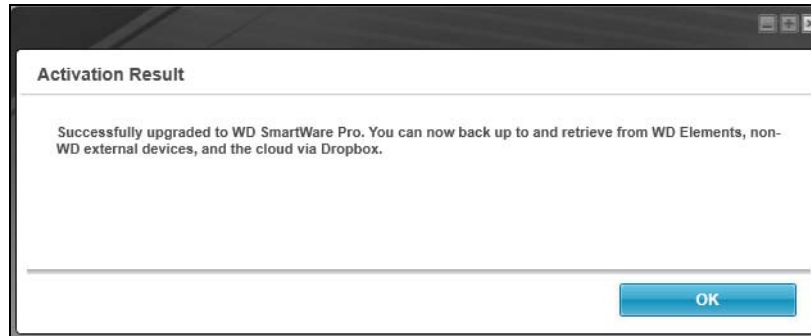 Activation Result
Successfully upgraded to WD SmartWare Pro. You can now back up to and retrieve from WD Elements, non-
WD external devices, and the cloud via Dropbox.
OK